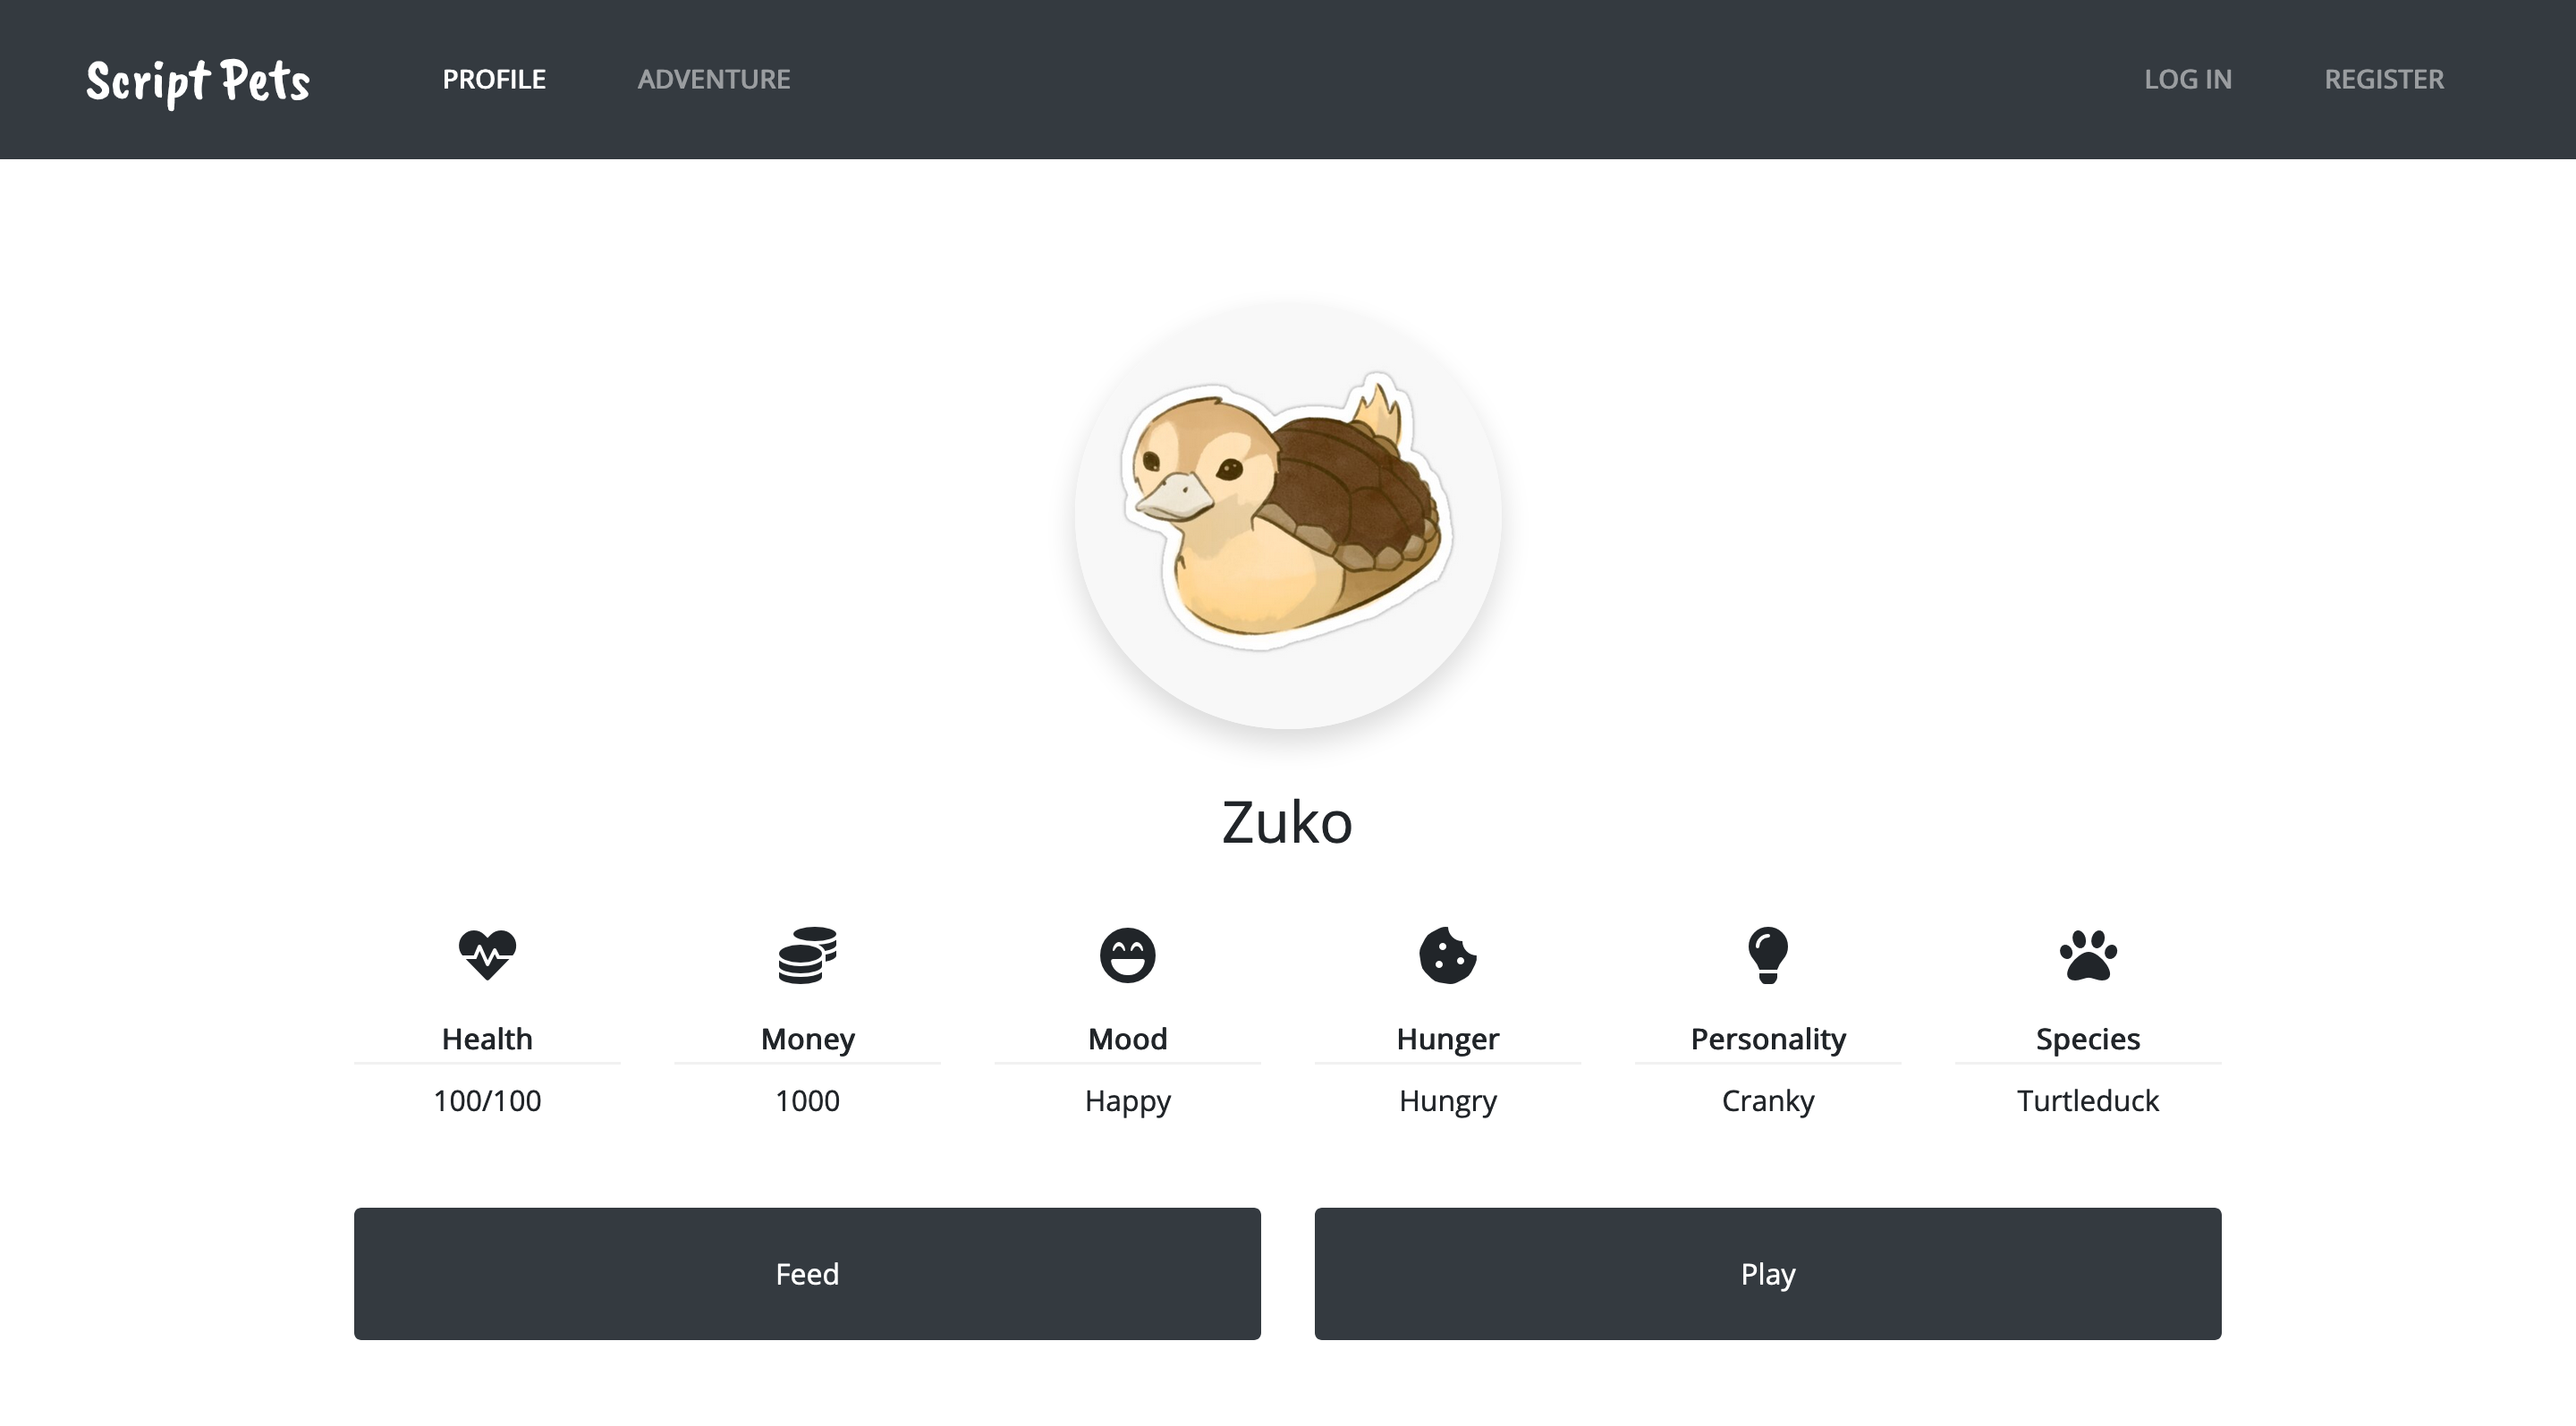 Script Pets PROFILE ADVENTURE LOG IN REGISTER
Zuko
Health Money Mood Hunger Personality Species
100/100 1000 Happy Hungry Cranky Turtleduck
Feed Play